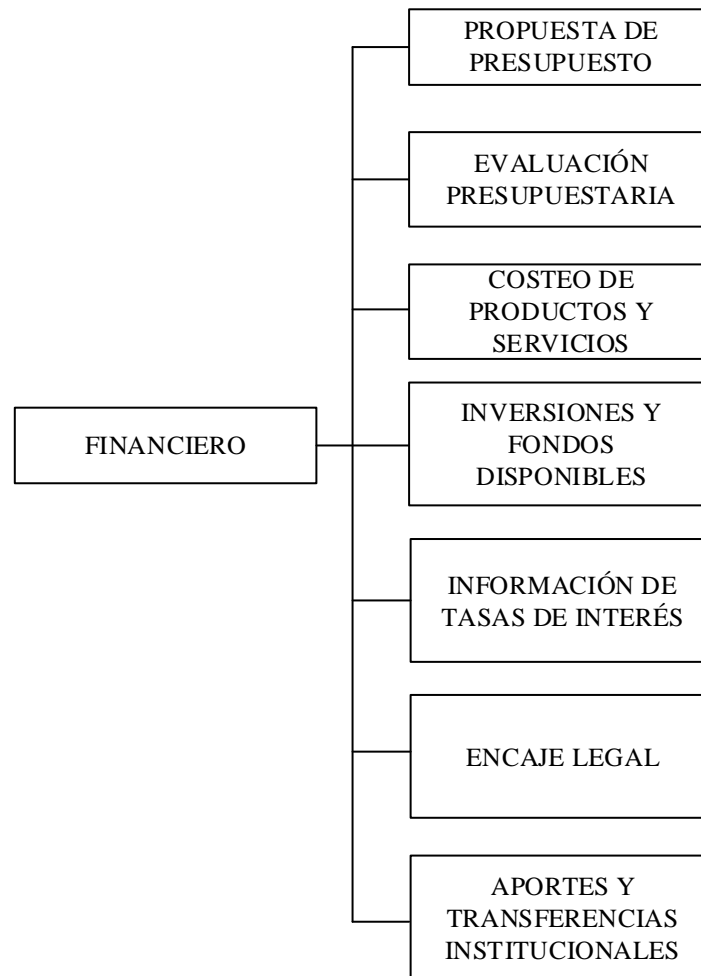 PROPUESTA DE
PRESUPUESTO
EVALUACIÓN
PRESUPUESTARIA
COSTEO DE
PRODUCTOS Y
SERVICIOS
FINANCIERO
INVERSIONES Y
FONDOS
DISPONIBLES
INFORMACIÓN DE
TASAS DE INTERÉS
ENCAJE LEGAL
APORTES Y
TRANSFERENCIAS
INSTITUCIONALES